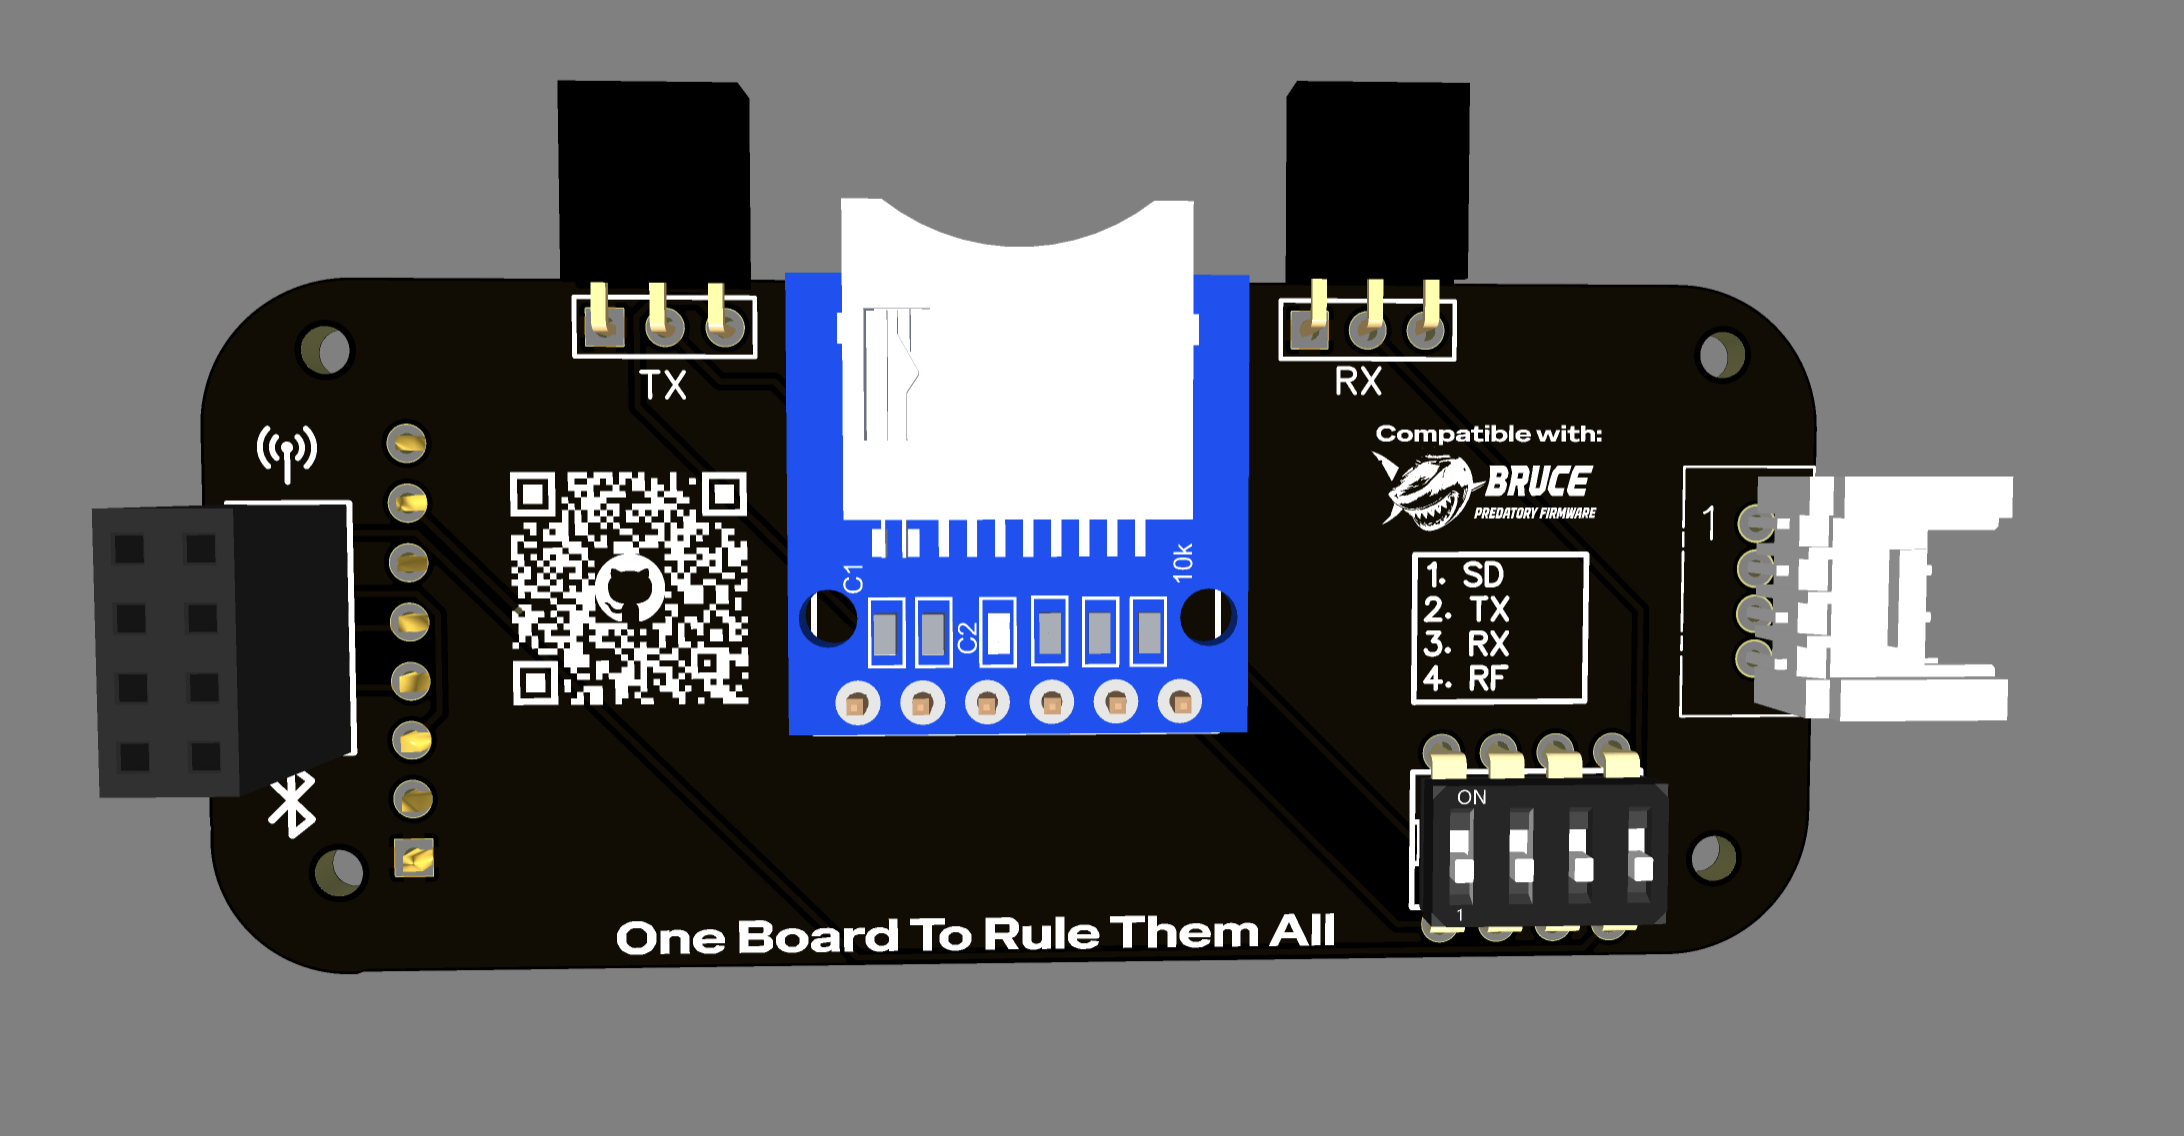 TX
RX
Compatible with:
BRUCE
PREDATORY FIRMWARE
1
1. SD
2. TX
3. RX
4. RF
C1
10k
C2
ON
1
One Board To Rule Them All